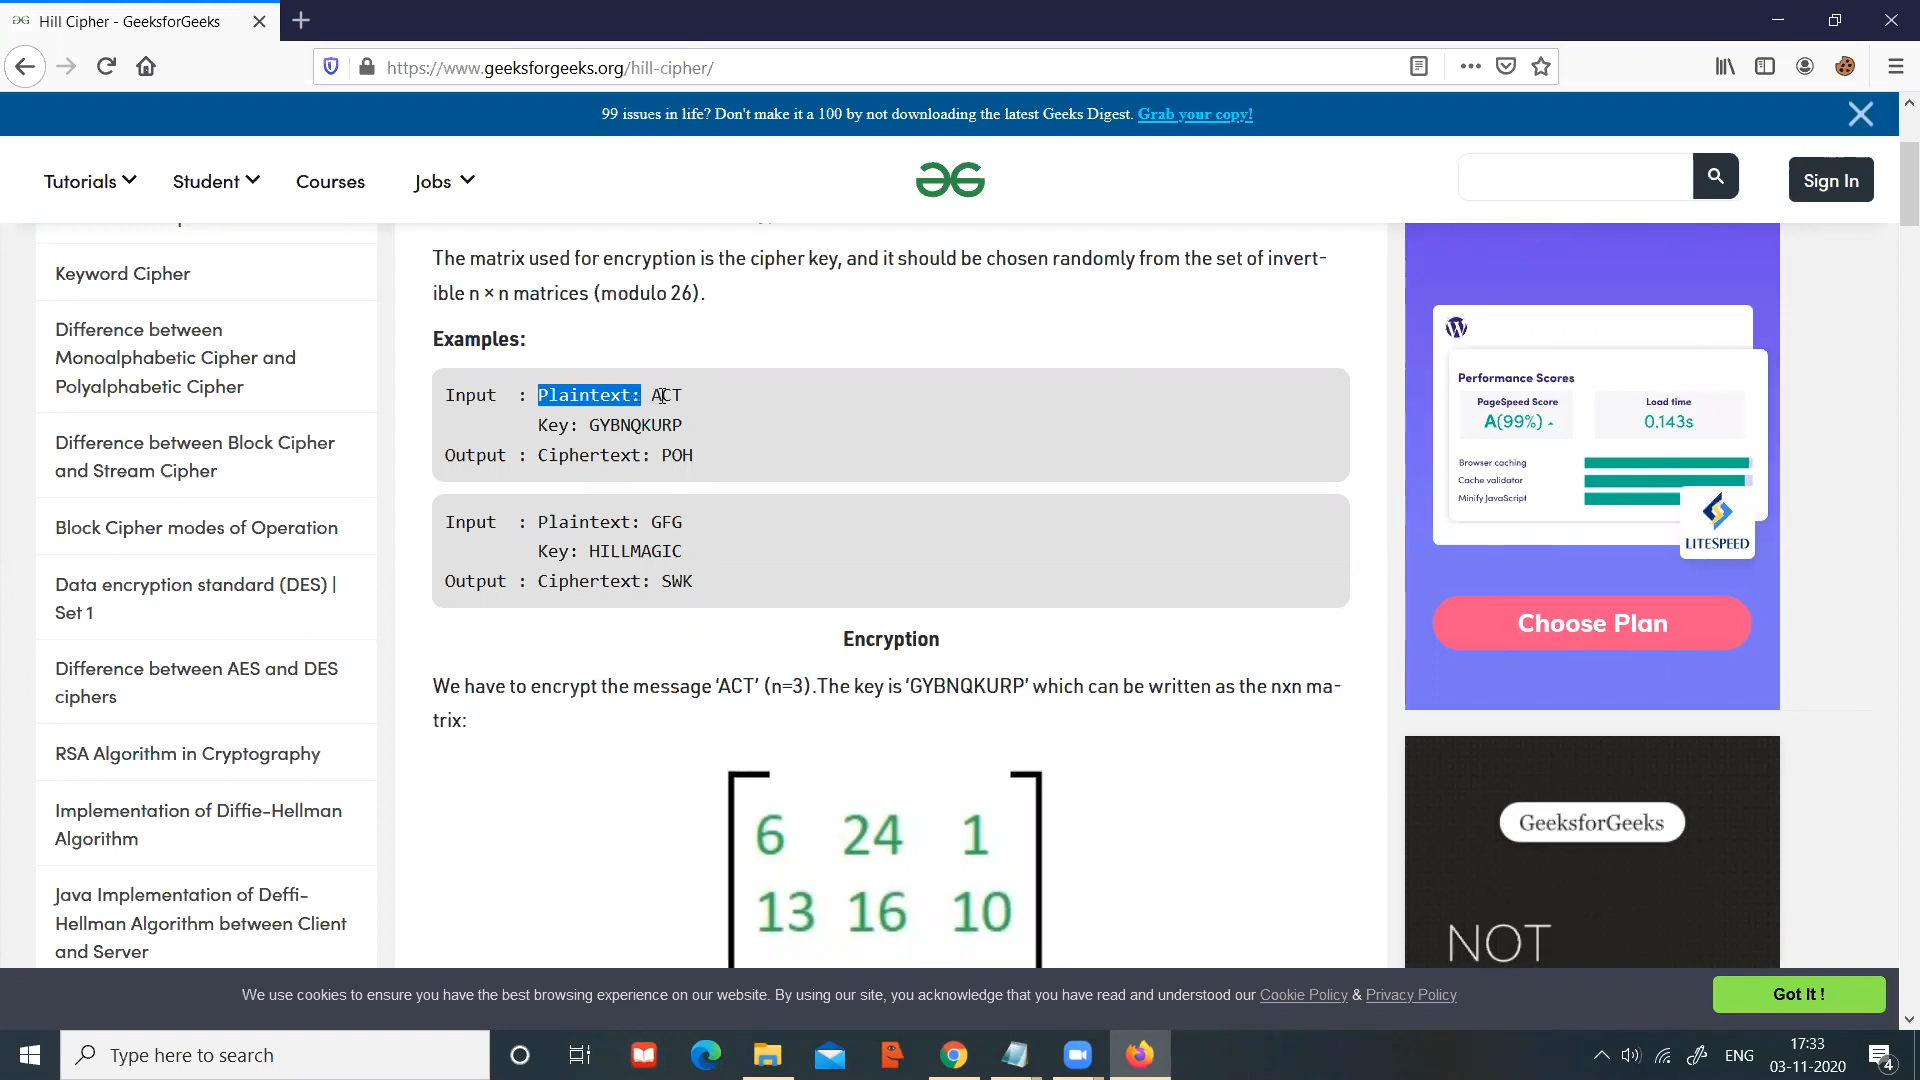 Hill Cipher - GeeksforGeeks
https://www.geeksforgeeks.org/hill-cipher/
99 issues in life? Don't make it a 100 by not downloading the latest Geeks Digest. Grab your copy!
Tutorials Student Courses Jobs
Sign In
Keyword Cipher
Difference between
Monoalphabetic Cipher and
Polyalphabetic Cipher
Difference between Block Cipher
and Stream Cipher
Block Cipher modes of Operation
Data encryption standard (DES) |
Set 1
Difference between AES and DES
ciphers
RSA Algorithm in Cryptography
Implementation of Diffie-Hellman
Algorithm
Java Implementation of Deffi-
Hellman Algorithm between Client
and Server
The matrix used for encryption is the cipher key, and it should be chosen randomly from the set of invert-
ible n × n matrices (modulo 26).
Examples:
Input : Plaintext: ACT
Key: GYBNQKURP
Output : Ciphertext: POH
Input : Plaintext: GFG
Key: HILLMAGIC
Output : Ciphertext: SWK
Encryption
We have to encrypt the message ‘ACT’ (n=3).The key is ‘GYBNQKURP’ which can be written as the nxn ma-
trix:
6 24 1
13 16 10
Performance Scores
PageSpeed Score Load time
A(99%) 0.143s
Browser caching
Cache validator
Minify JavaScript
LITESPEED
Choose Plan
GeeksforGeeks
NOT
We use cookies to ensure you have the best browsing experience on our website. By using our site, you acknowledge that you have read and understood our Cookie Policy & Privacy Policy
Got It !
Type here to search
ENG
17:33
03-11-2020
4